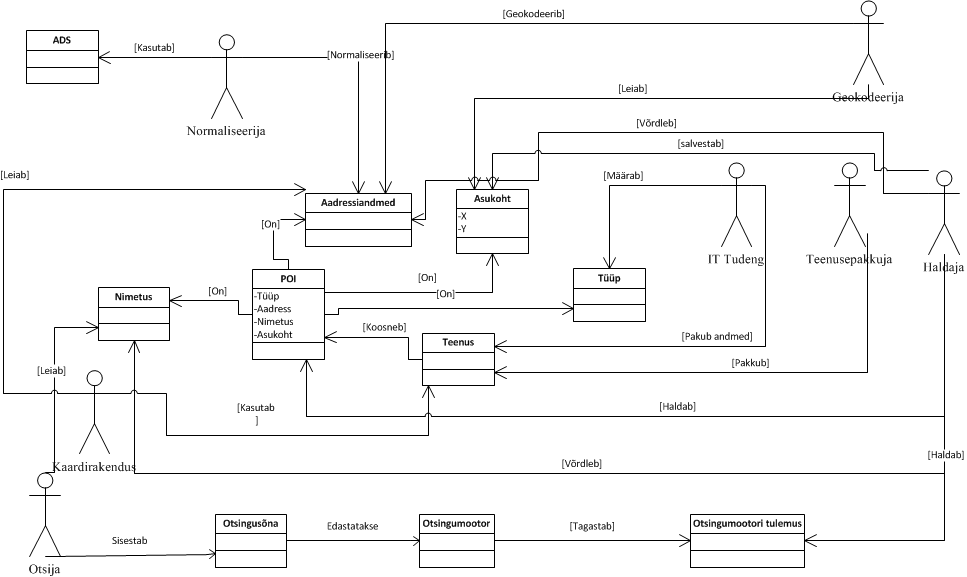 [Geokodeerib]
ADS
[Kasutab]
[Normaliseerib]
Geokodeerija
[Leiab]
Normaliseerija
[Võrdleb]
[salvestab]
[Leiab]
[Määrab]
Aadressiandmed
Asukoht
-X
-Y
[On]
IT Tudeng
Teenusepakkuja
Haldaja
POI
[On]
Tüüp
[On]
[On]
Nimetus
-Tüüp
-Aadress
-Nimetus
-Asukoht
[Koosneb]
Teenus
[Pakub andmed]
[Pakkub]
[Leiab]
[Kasutab
]
[Haldab]
[Haldab]
Kaardirakendus
[Võrdleb]
Otsingusõna
Otsingumootor
Otsingumootori tulemus
Sisestab
Edastatakse
[Tagastab]
Otsija